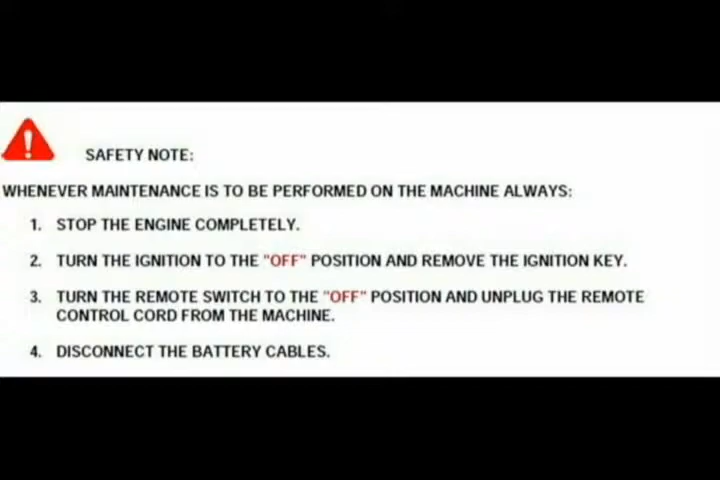 SAFETY NOTE:
WHENEVER MAINTENANCE IS TO BE PERFORMED ON THE MACHINE ALWAYS:
1. STOP THE ENGINE COMPLETELY.
2. TURN THE IGNITION TO THE "OFF" POSITION AND REMOVE THE IGNITION KEY.
3. TURN THE REMOTE SWITCH TO THE "OFF" POSITION AND UNPLUG THE REMOTE
CONTROL CORD FROM THE MACHINE.
4. DISCONNECT THE BATTERY CABLES.